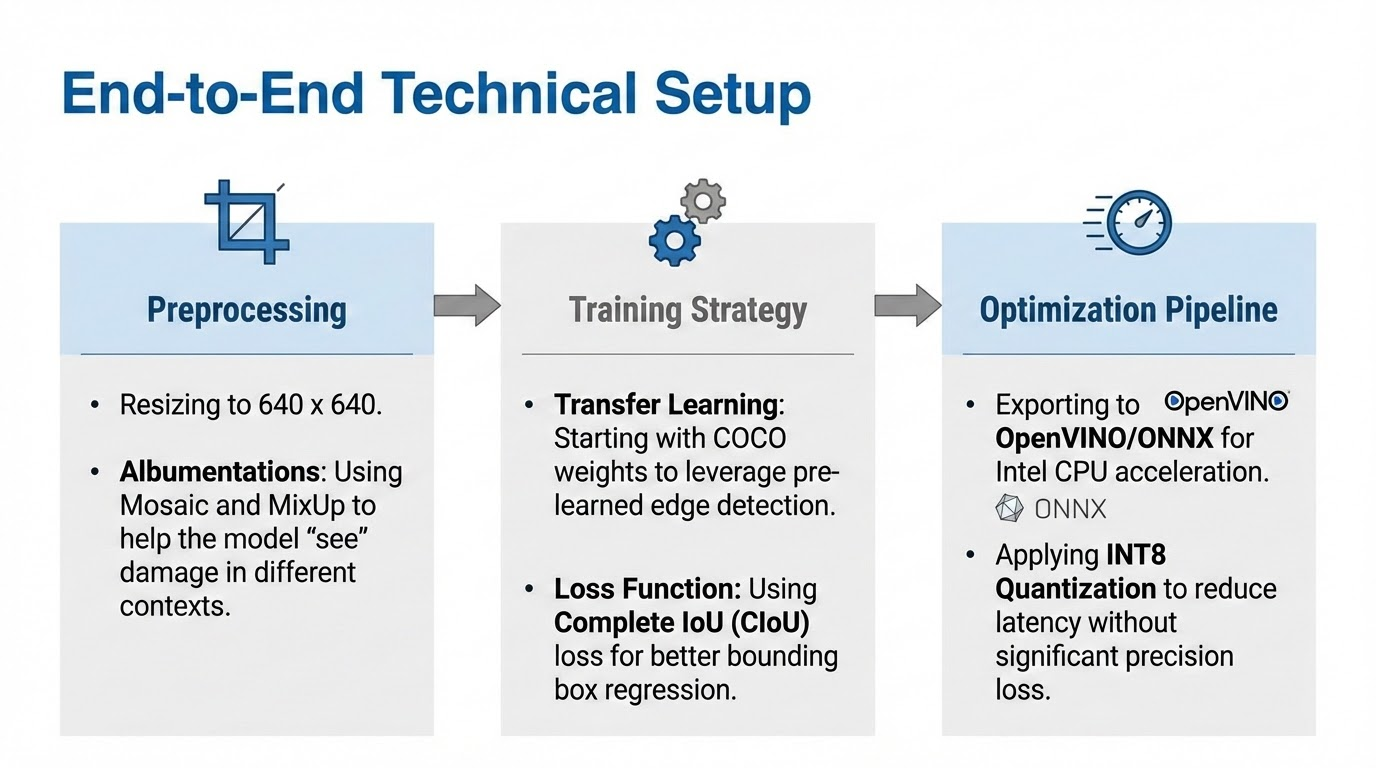 End-to-End Technical Setup
Preprocessing
• Resizing to 640 x 640.
• Albumentations: Using
Mosaic and MixUp to
help the model “see”
damage in different
contexts.
Training Strategy
• Transfer Learning:
Starting with COCO
weights to leverage pre-
learned edge detection.
• Loss Function: Using
Complete IoU (CIoU)
loss for better bounding
box regression.
Optimization Pipeline
• Exporting to OpenVINO
OpenVINO/ONNX for
Intel CPU acceleration.
ONNX
• Applying INT8
Quantization to reduce
latency without
significant precision
loss.